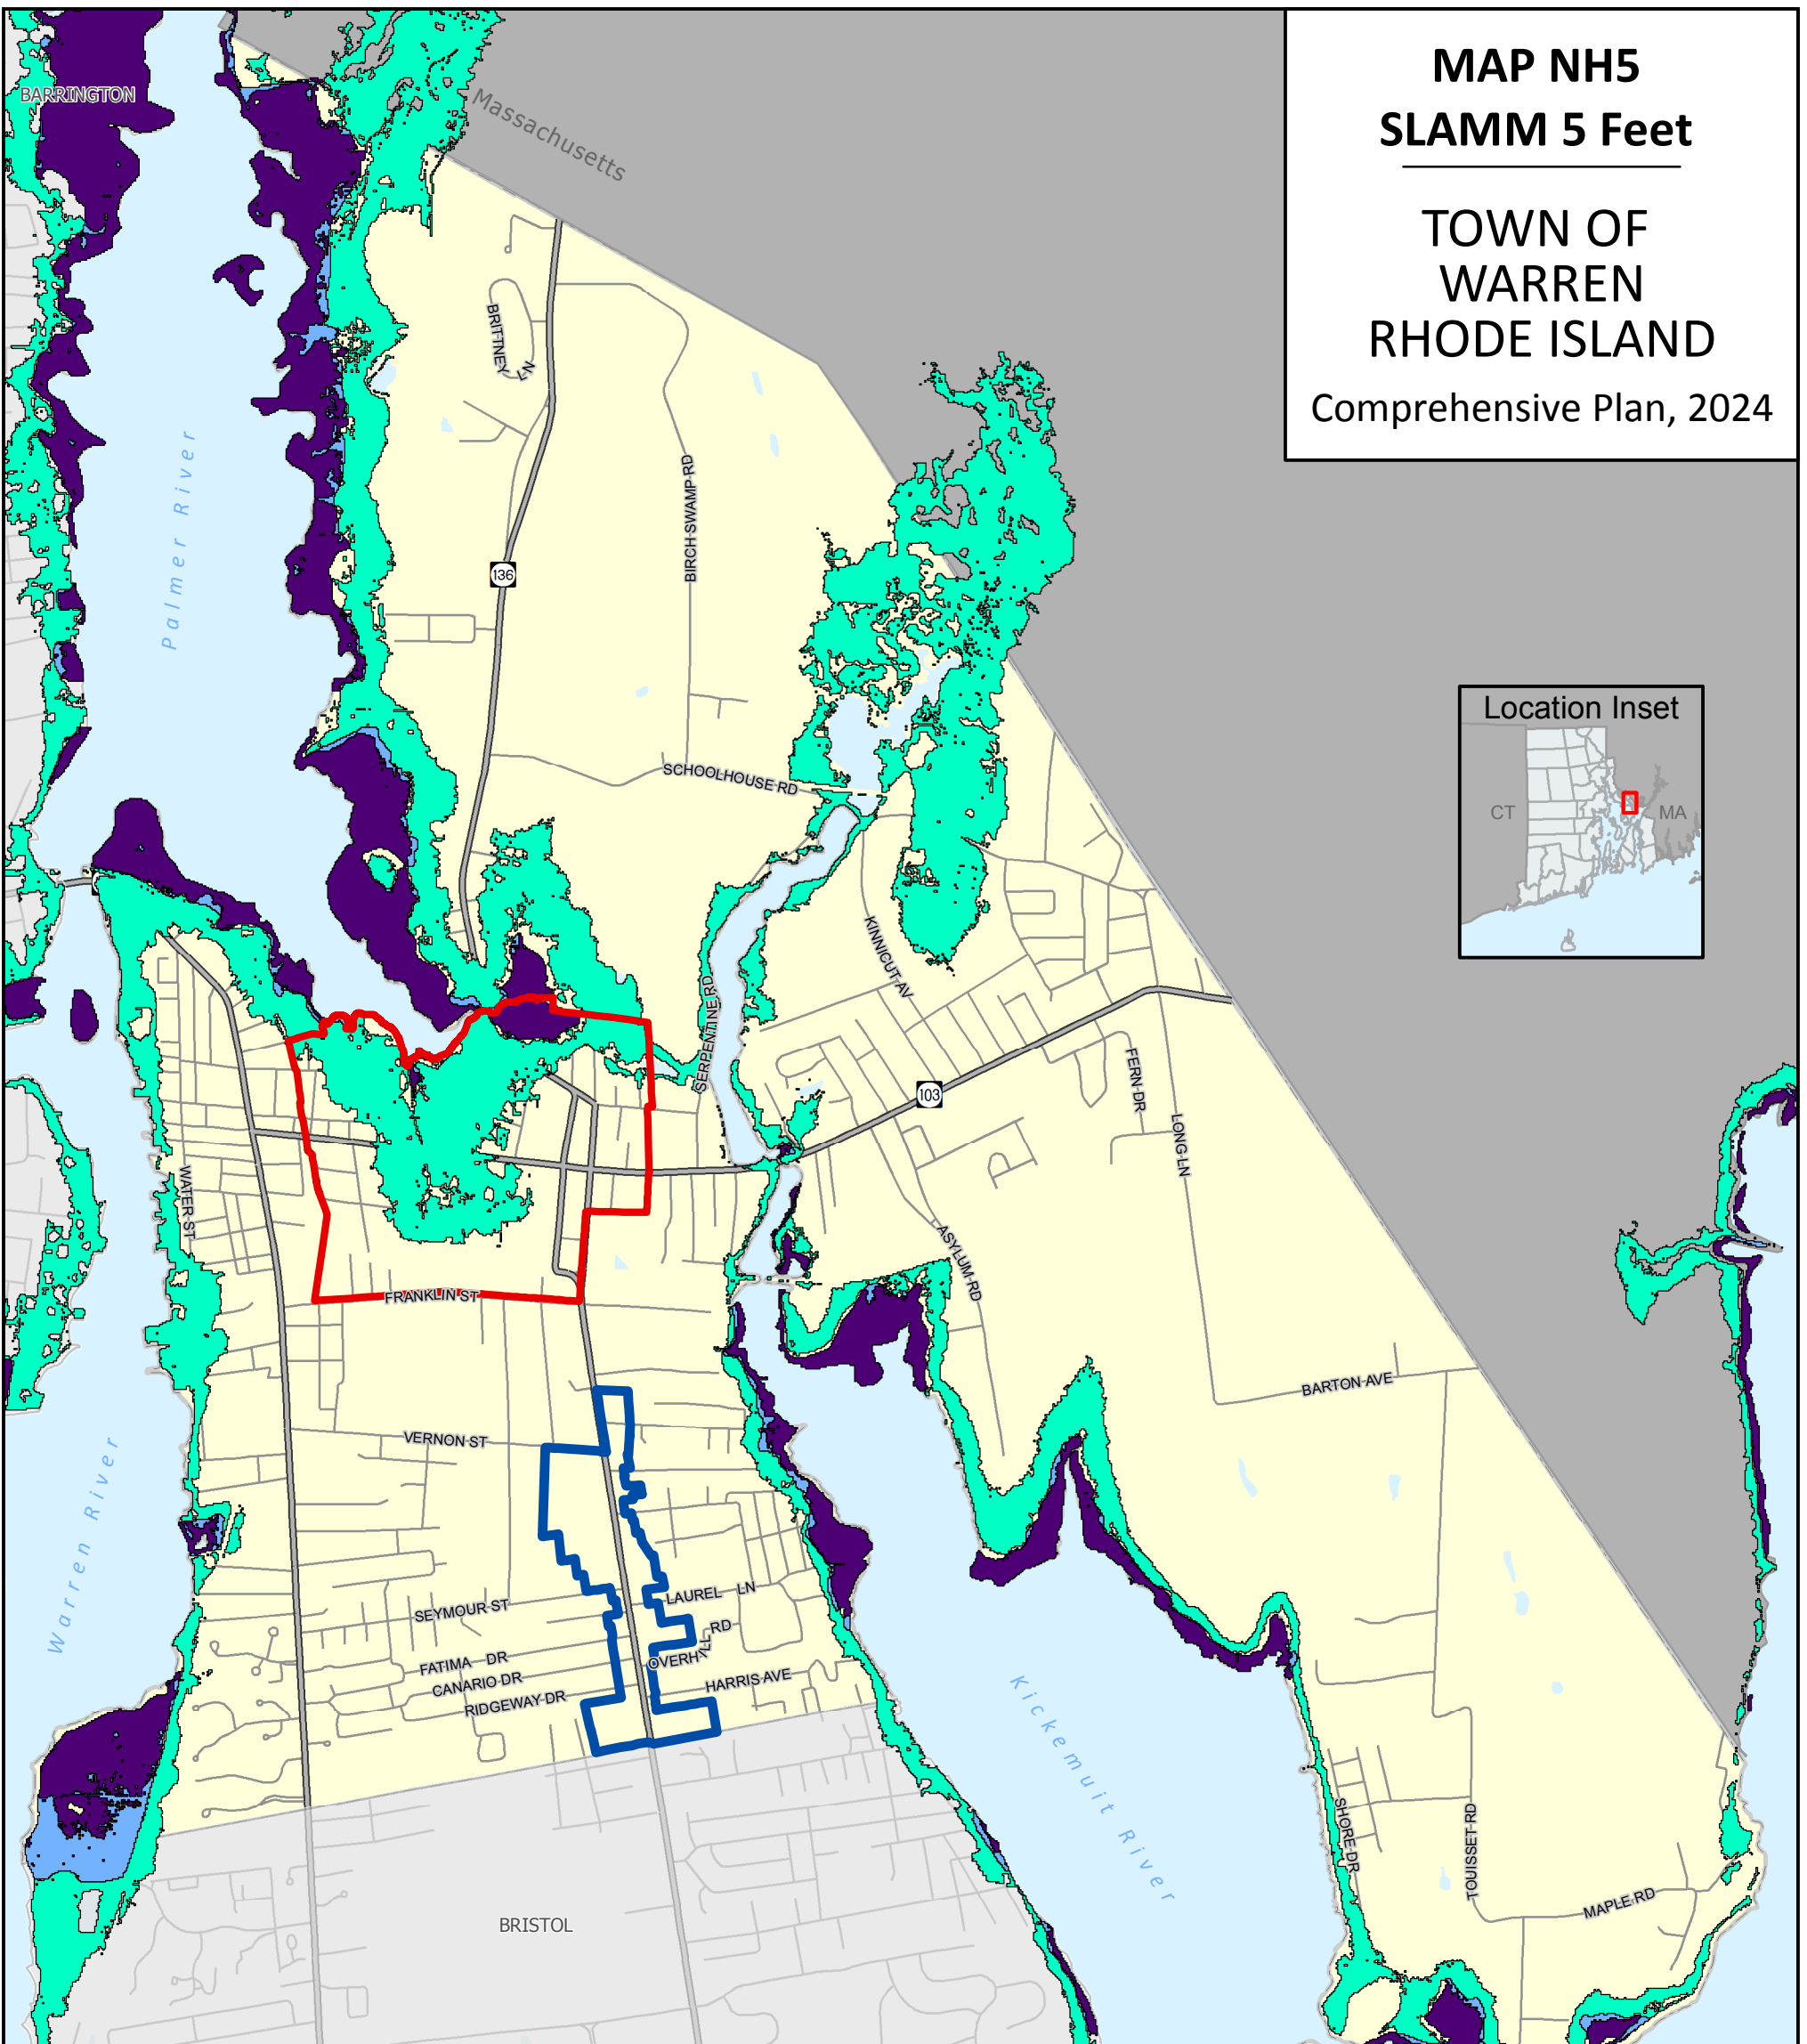 MAP NH5
SLAMM 5 Feet
TOWN OF
WARREN
RHODE ISLAND
Comprehensive Plan, 2024
BARRINGTON
Massachusetts
Palmer River
BRITTNEY LN
BIRCH SWAMP RD
136
SCHOOLHOUSE RD
Location Inset
CT
MA
KINNICUT AV
SERPENTINE RD
103
FERN DR
LONG LN
WATER ST
ASYLUM RD
FRANKLIN ST
BARTON AVE
VERNON ST
Warren River
LAUREL LN
SEYMOUR ST
OVERHILL RD
FATIMA DR
CANARIO DR
HARRIS AVE
RIDGEWAY DR
Kickemuit River
SHORE DR
TOUISSET RD
MAPLE RD
BRISTOL